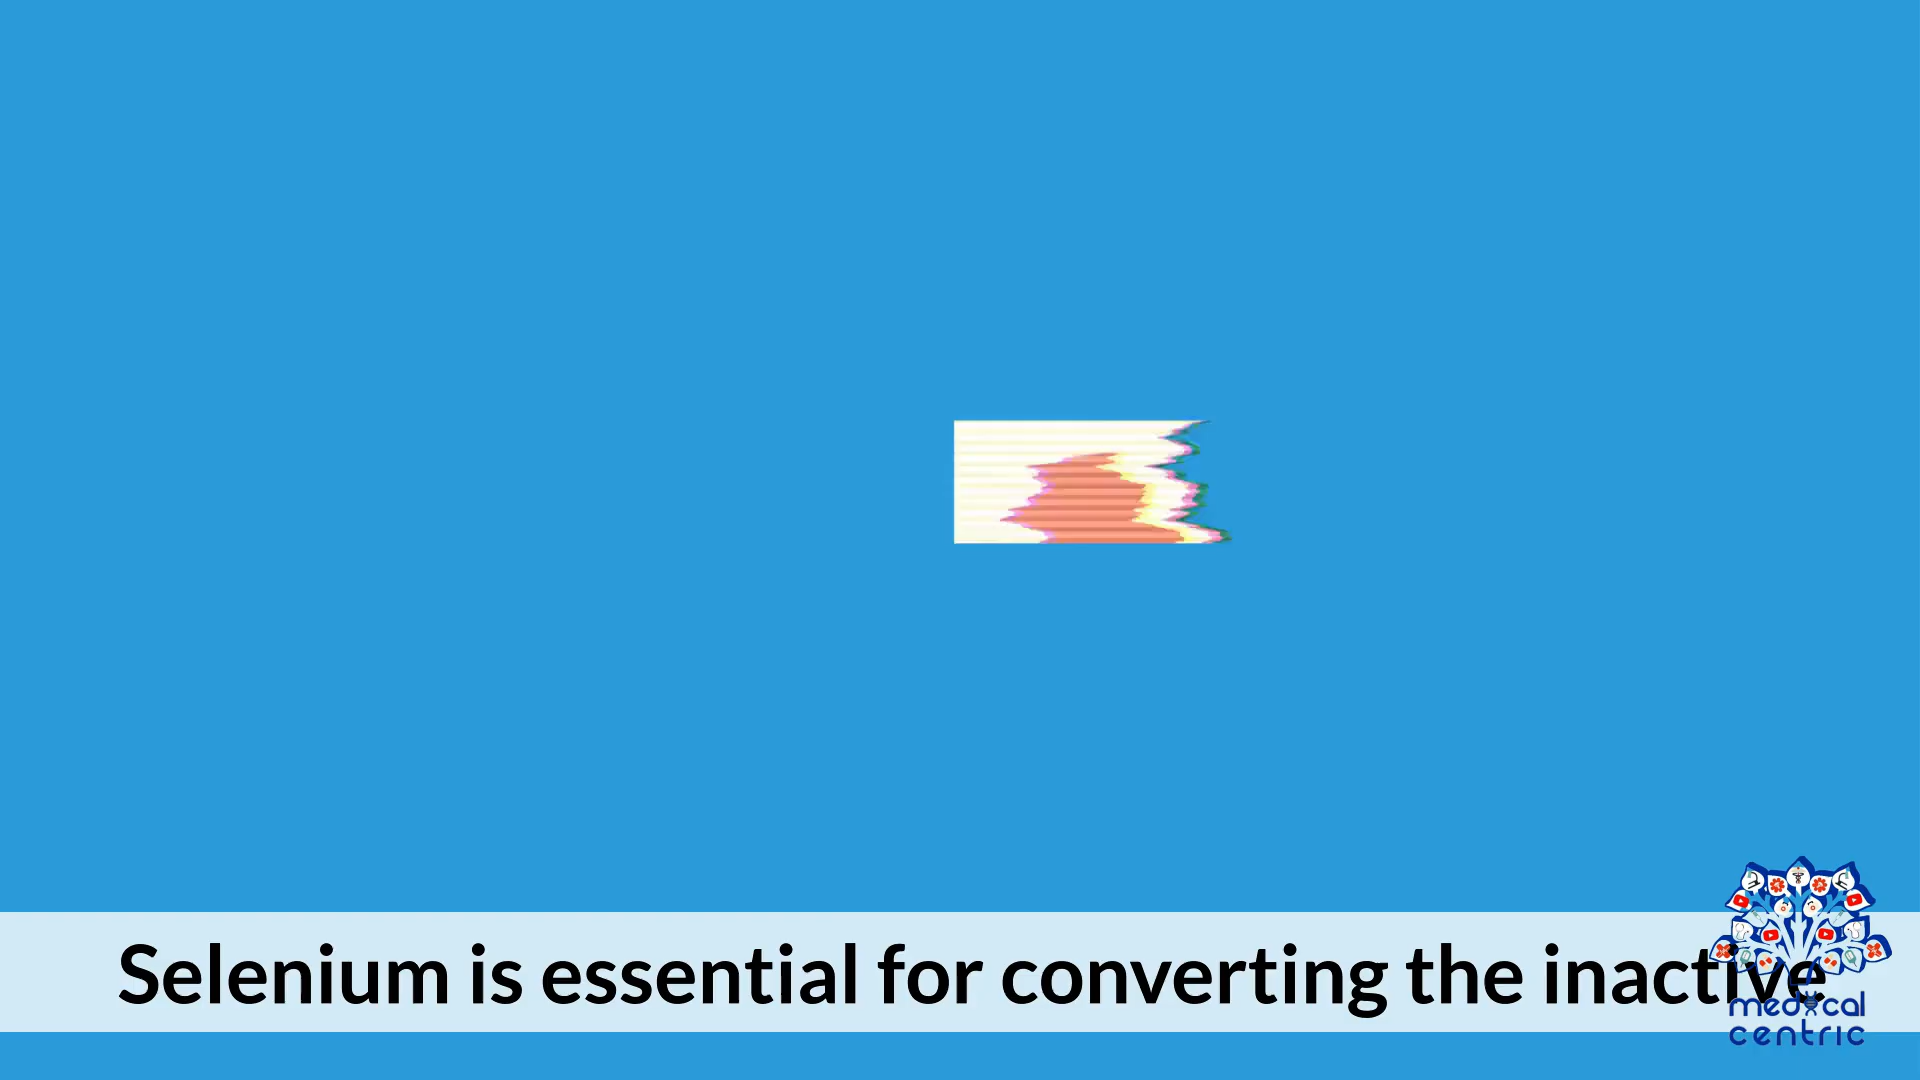 Selenium is essential for converting the inactive
medical
centric